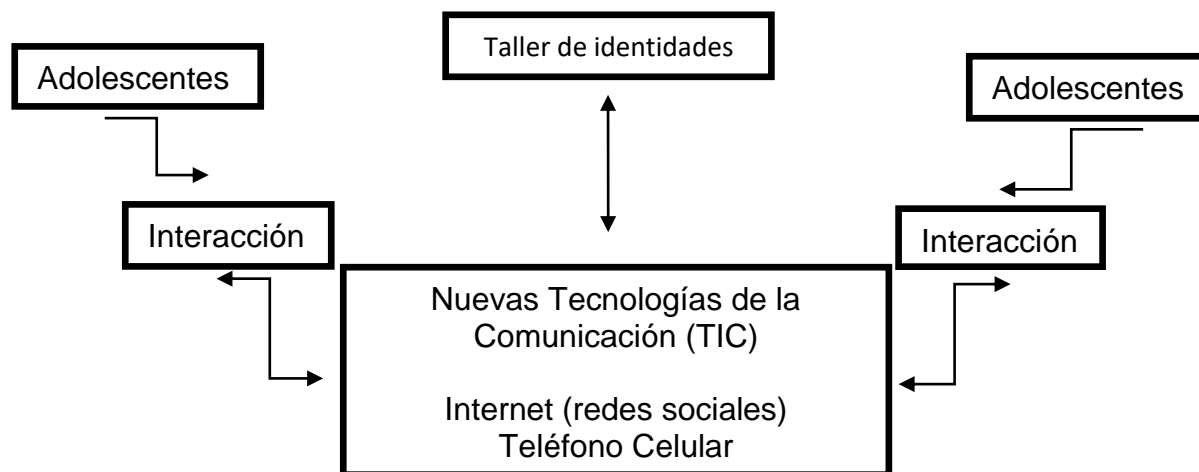 Taller de identidades
Adolescentes
Adolescentes
Interacción
Interacción
Nuevas Tecnologías de la
Comunicación (TIC)
Internet (redes sociales)
Teléfono Celular